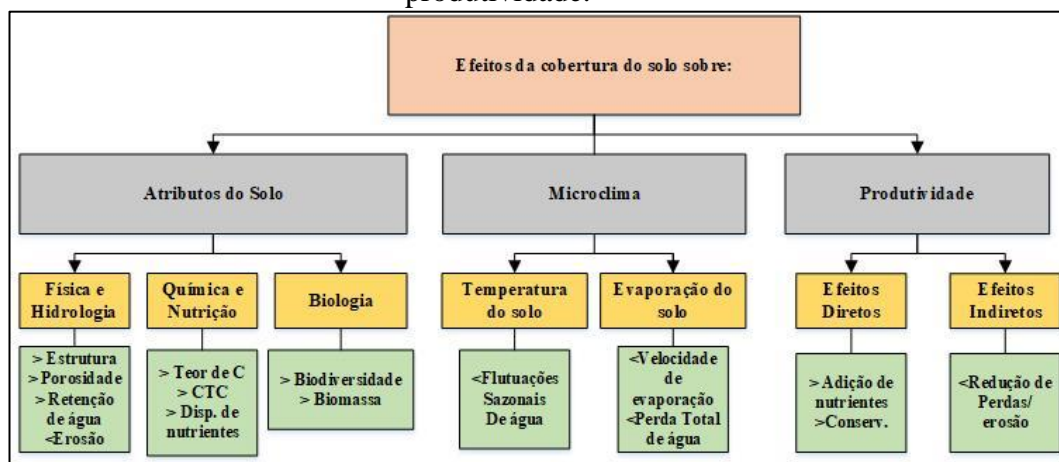 produtividade.
Efeitos da cobertura do solo sobre:
Atributos do Solo
Microclima
Produtividade
Física e
Hidrologia
Química e
Nutrição
Biologia
Temperatura
do solo
Evaporação do
solo
Efeitos
Diretos
Efeitos
Indiretos
> Estrutura
> Porosidade
> Retenção
de água
<Erosão
> Teor de C
> CTC
> Disp. de
nutrientes
> Biodiversidade
> Biomassa
<Flutuações
Sazonais
De água
<Velocidade
de
evaporação
<Perda Total
de água
> Adição de
nutrientes
>Conserv.
<Redução de
Perdas/
erosão